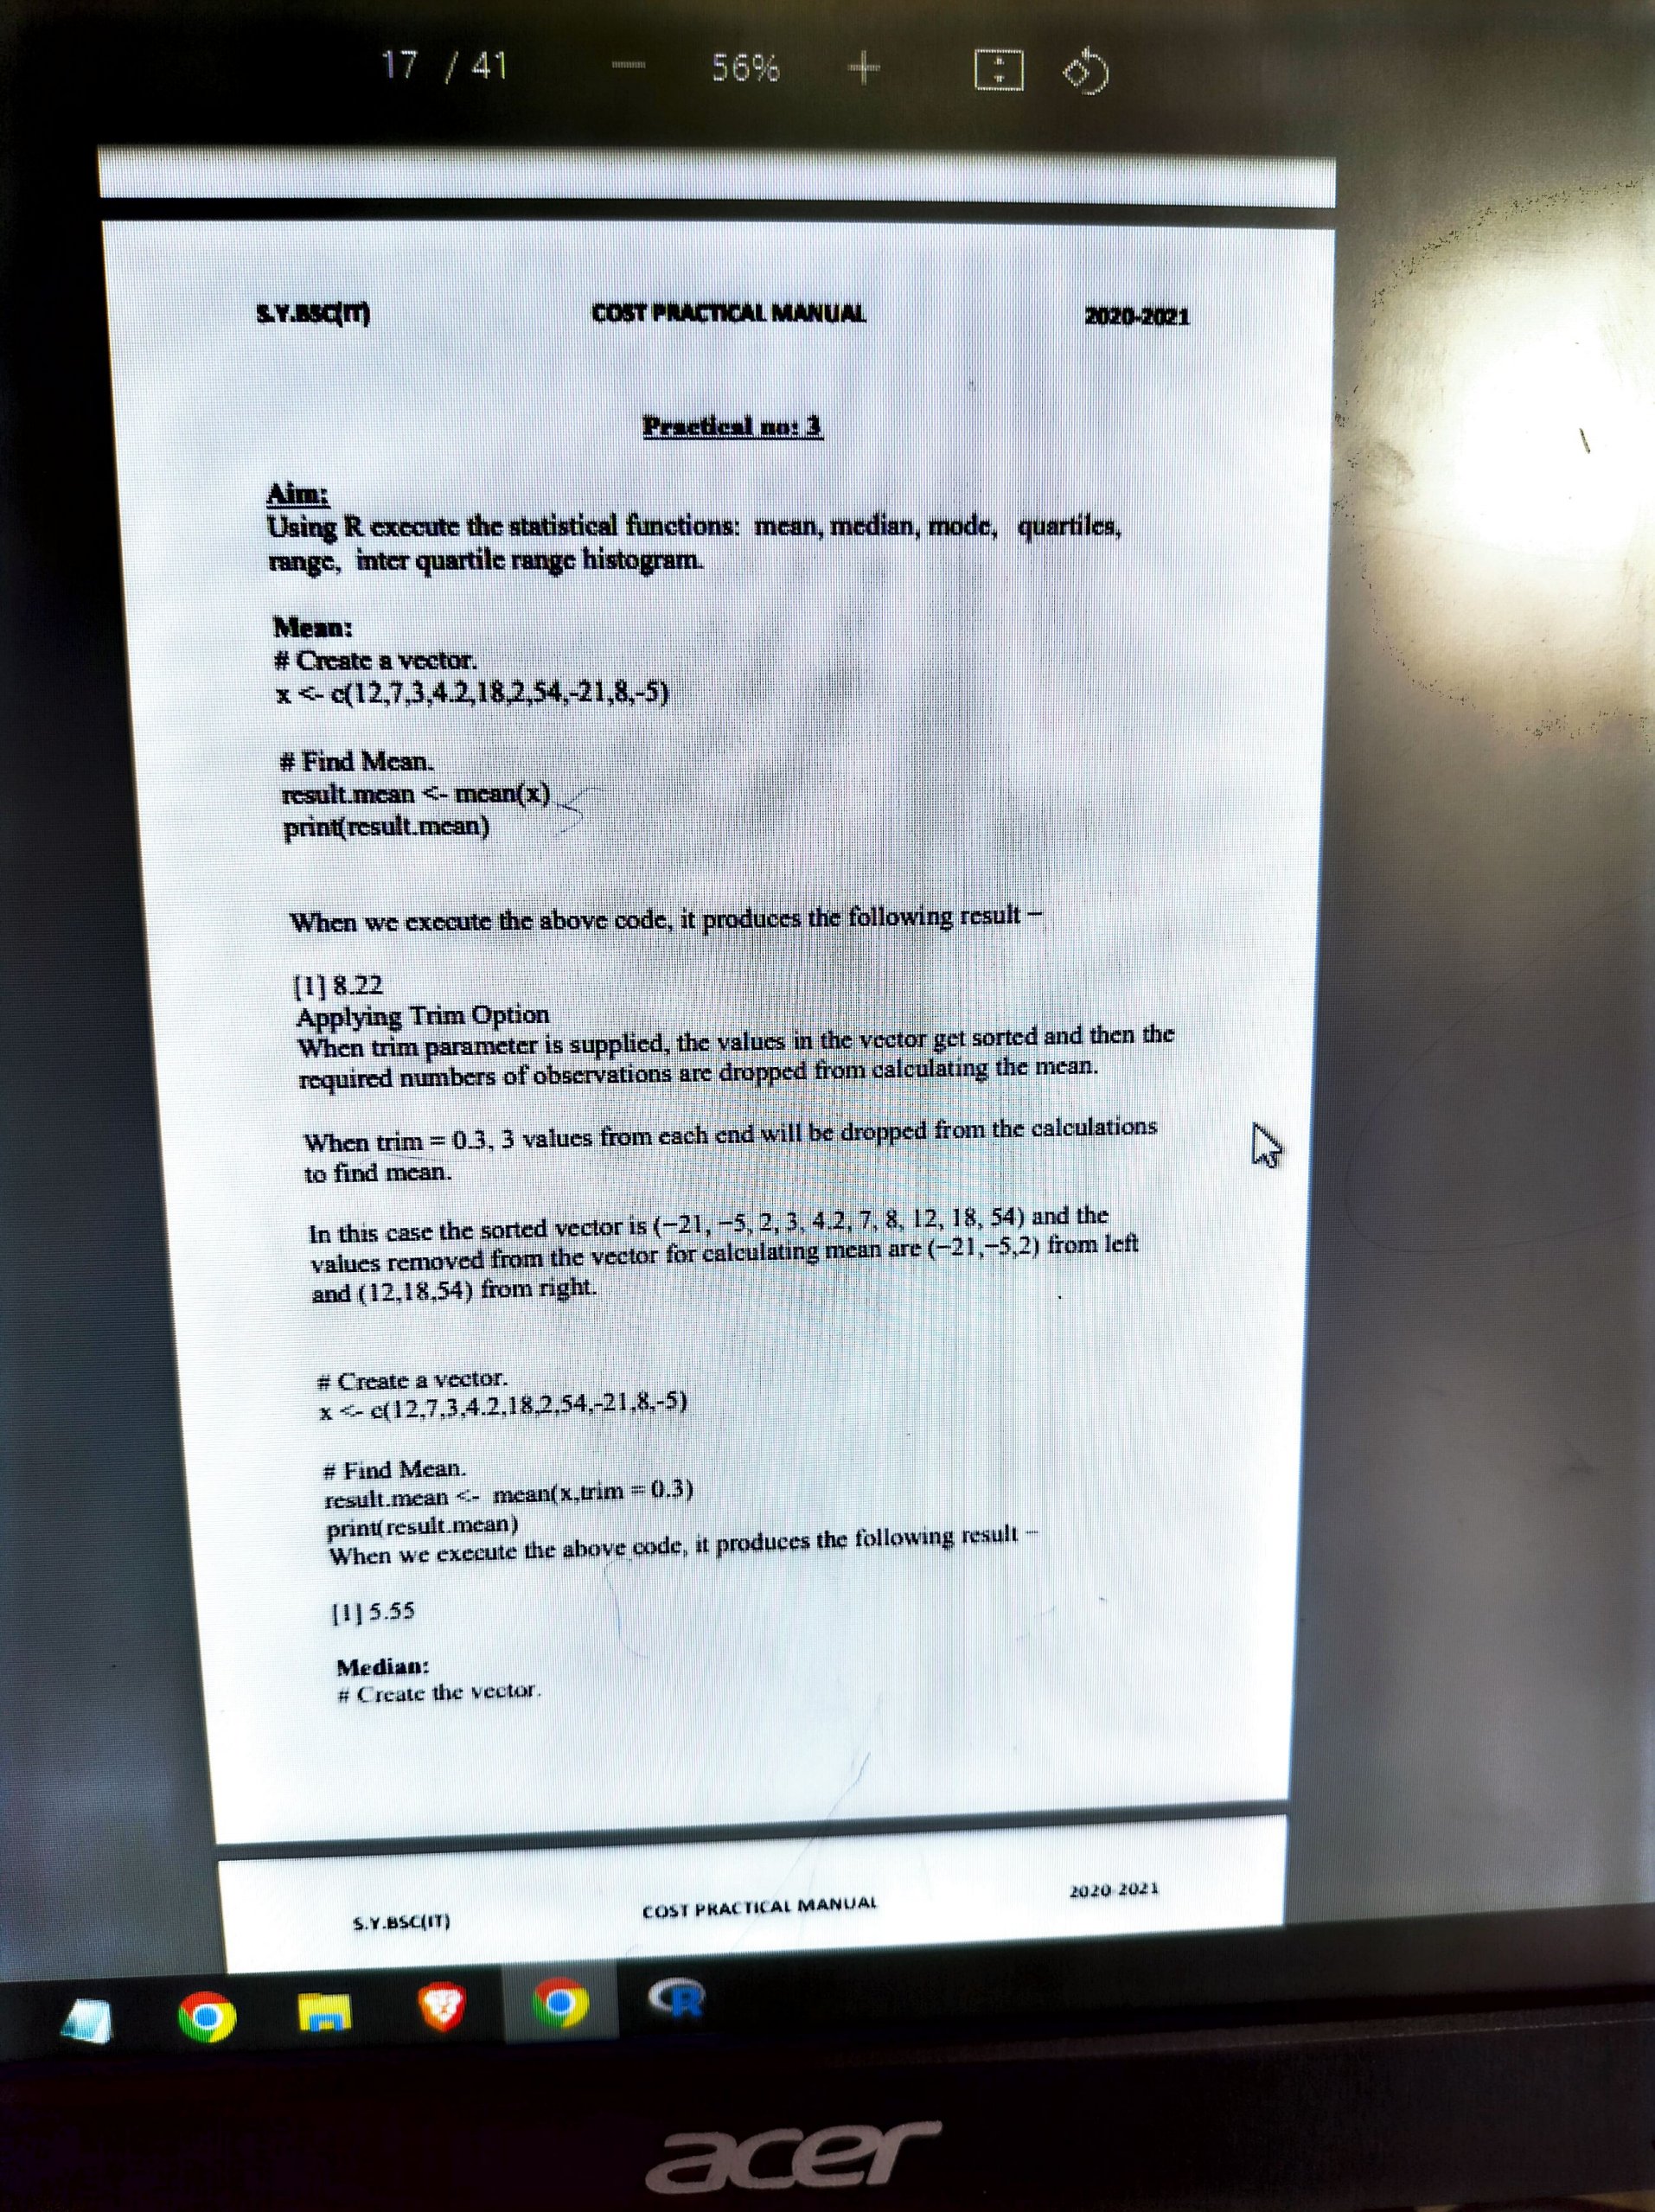 17 / 41
56%
S.Y.BSC(IT) COST PRACTICAL MANUAL 2020-2021
Practical no: 3
Aim:
Using R execute the statistical functions: mean, median, mode, quartiles,
range, inter quartile range histogram.
Mean:
# Create a vector.
x <- c(12,7,3,4.2,18,2,54,-21,8,-5)
# Find Mean.
result.mean <- mean(x)
print(result.mean)
When we execute the above code, it produces the following result −
[1] 8.22
Applying Trim Option
When trim parameter is supplied, the values in the vector get sorted and then the
required numbers of observations are dropped from calculating the mean.
When trim = 0.3, 3 values from each end will be dropped from the calculations
to find mean.
In this case the sorted vector is (−21, −5, 2, 3, 4.2, 7, 8, 12, 18, 54) and the
values removed from the vector for calculating mean are (−21,−5,2) from left
and (12,18,54) from right.
# Create a vector.
x <- c(12,7,3,4.2,18,2,54,-21,8,-5)
# Find Mean.
result.mean <- mean(x,trim = 0.3)
print(result.mean)
When we execute the above code, it produces the following result −
[1] 5.55
Median:
# Create the vector.
S.Y.BSC(IT) COST PRACTICAL MANUAL 2020-2021
R
acer